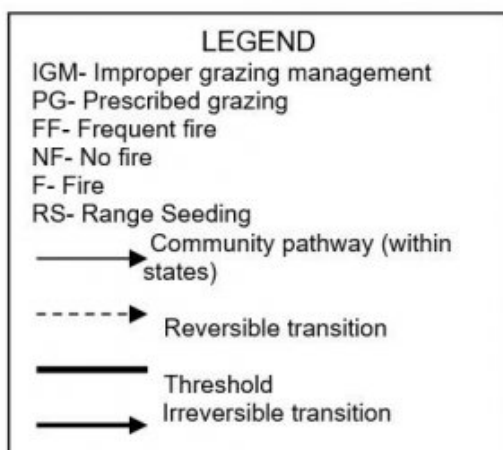 LEGEND
IGM- Improper grazing management
PG- Prescribed grazing
FF- Frequent fire
NF- No fire
F- Fire
RS- Range Seeding
Community pathway (within
states)
Reversible transition
Threshold
Irreversible transition